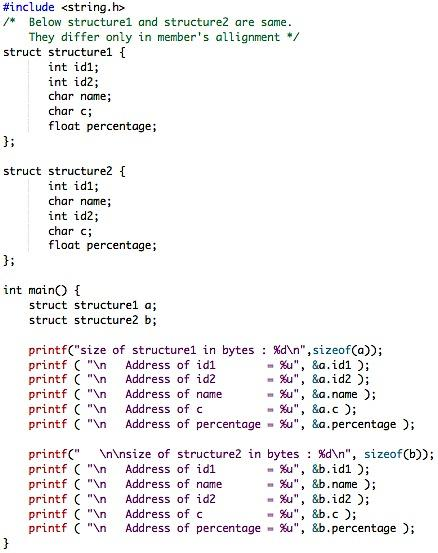 #include <string.h>
/*  Below structure1 and structure2 are same.
    They differ only in member's allignment */
struct structure1 {
       int id1;
       int id2;
       char name;
       char c;
       float percentage;
};

struct structure2 {
       int id1;
       char name;
       int id2;
       char c;
       float percentage;
};

int main() {
    struct structure1 a;
    struct structure2 b;

    printf("size of structure1 in bytes : %d\n",sizeof(a));
    printf ( "\n   Address of id1        = %u", &a.id1 );
    printf ( "\n   Address of id2        = %u", &a.id2 );
    printf ( "\n   Address of name       = %u", &a.name );
    printf ( "\n   Address of c          = %u", &a.c );
    printf ( "\n   Address of percentage = %u", &a.percentage );

    printf("   \n\nsize of structure2 in bytes : %d\n", sizeof(b));
    printf ( "\n   Address of id1        = %u", &b.id1 );
    printf ( "\n   Address of name       = %u", &b.name );
    printf ( "\n   Address of id2        = %u", &b.id2 );
    printf ( "\n   Address of c          = %u", &b.c );
    printf ( "\n   Address of percentage = %u", &b.percentage );
}